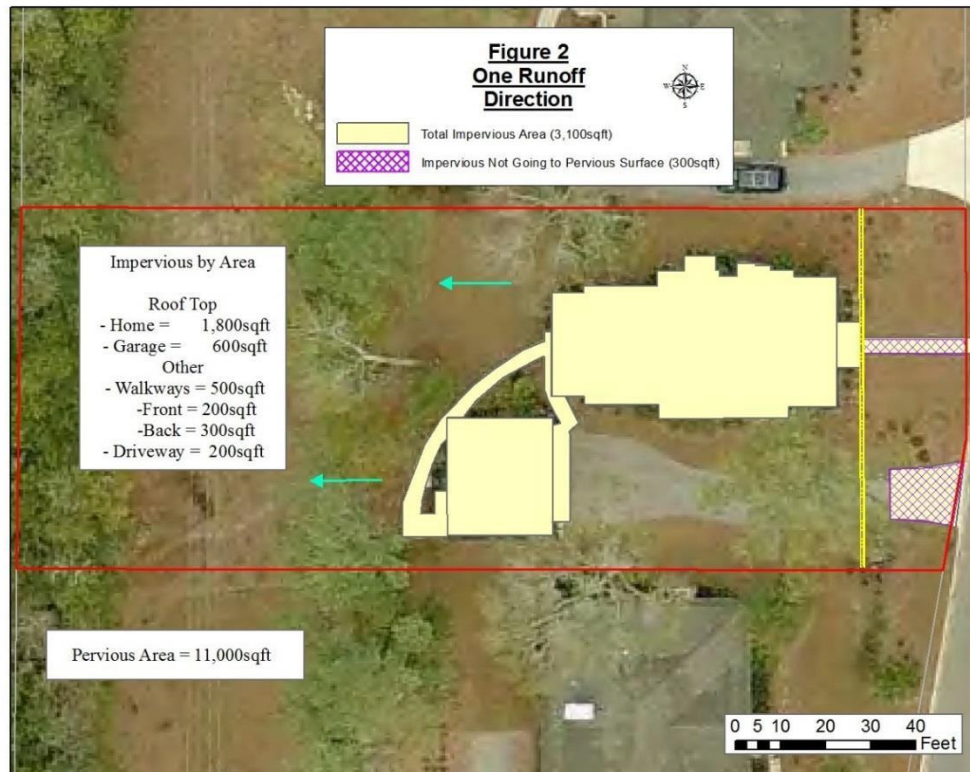 Figure 2
One Runoff
Direction
N
W E
S
Total Impervious Area (3,100sqft)
Impervious Not Going to Pervious Surface (300sqft)
Impervious by Area
Roof Top
- Home = 1,800sqft
- Garage = 600sqft
Other
- Walkways = 500sqft
-Front = 200sqft
-Back = 300sqft
- Driveway = 200sqft
Pervious Area = 11,000sqft
0 5 10 20 30 40
Feet